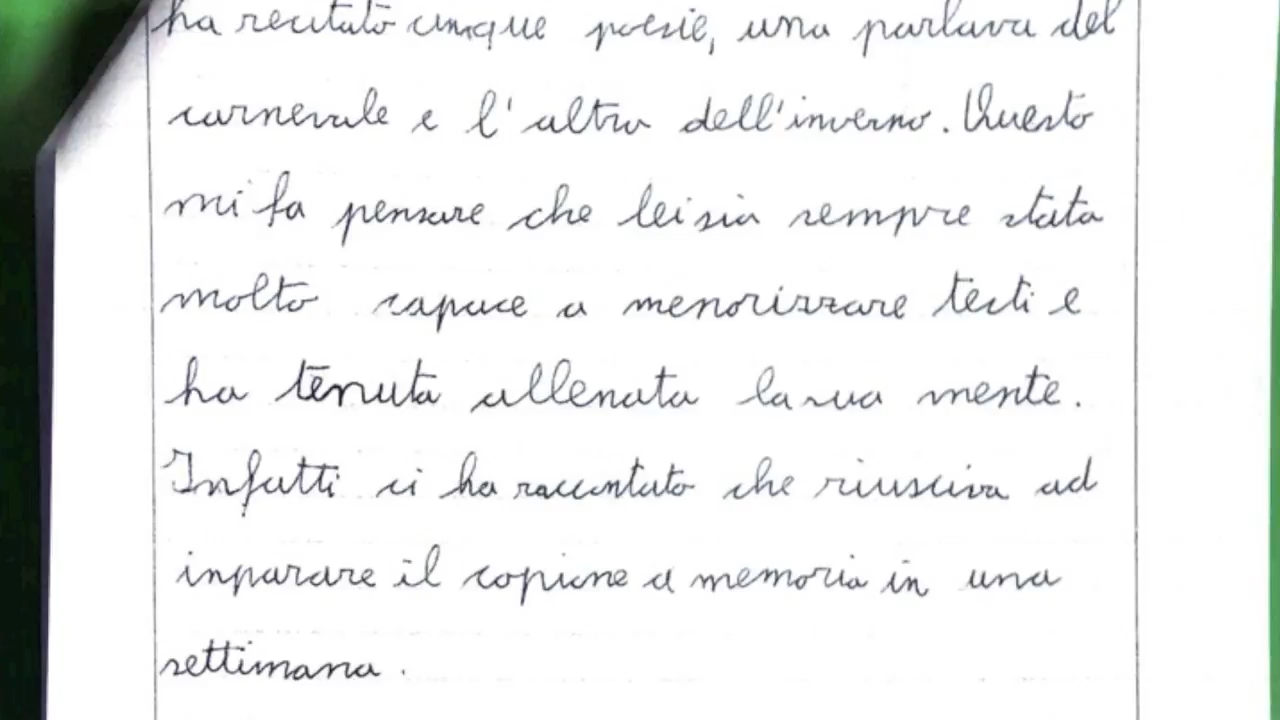 ha recitato cinque poesie, una parlava del
carnevale e l'altra dell'inverno. Questo
mi fa pensare che lei sia sempre stata
molto capace a menorizzare testi e
ha tenuta allenata la sua mente.
Infatti ci ha raccontato che riusciva ad
inparare il copione a memoria in una
settimana.